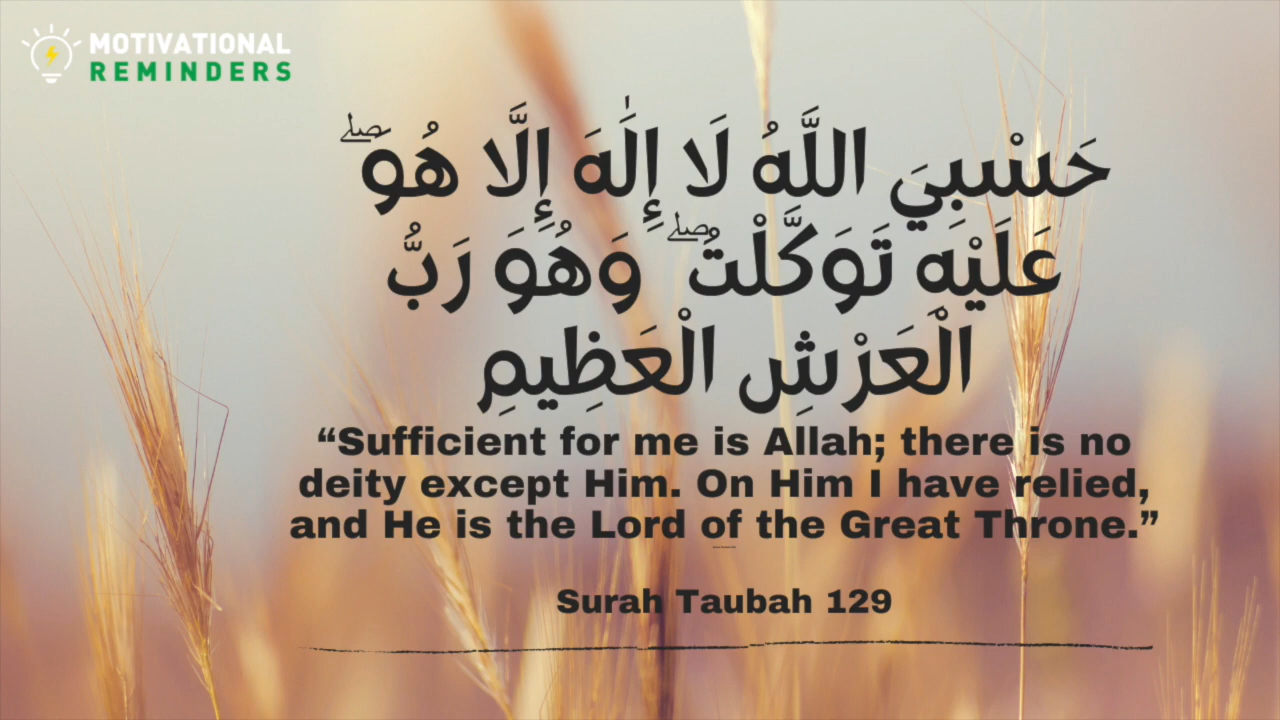 MOTIVATIONAL
REMINDERS
حَسْبِيَ اللَّهُ لَا إِلَٰهَ إِلَّا هُوَ ۖ
عَلَيْهِ تَوَكَّلْتُ ۖ وَهُوَ رَبُّ
الْعَرْشِ الْعَظِيمِ
“Sufficient for me is Allah; there is no
deity except Him. On Him I have relied,
and He is the Lord of the Great Throne.”
Surah Taubah 129